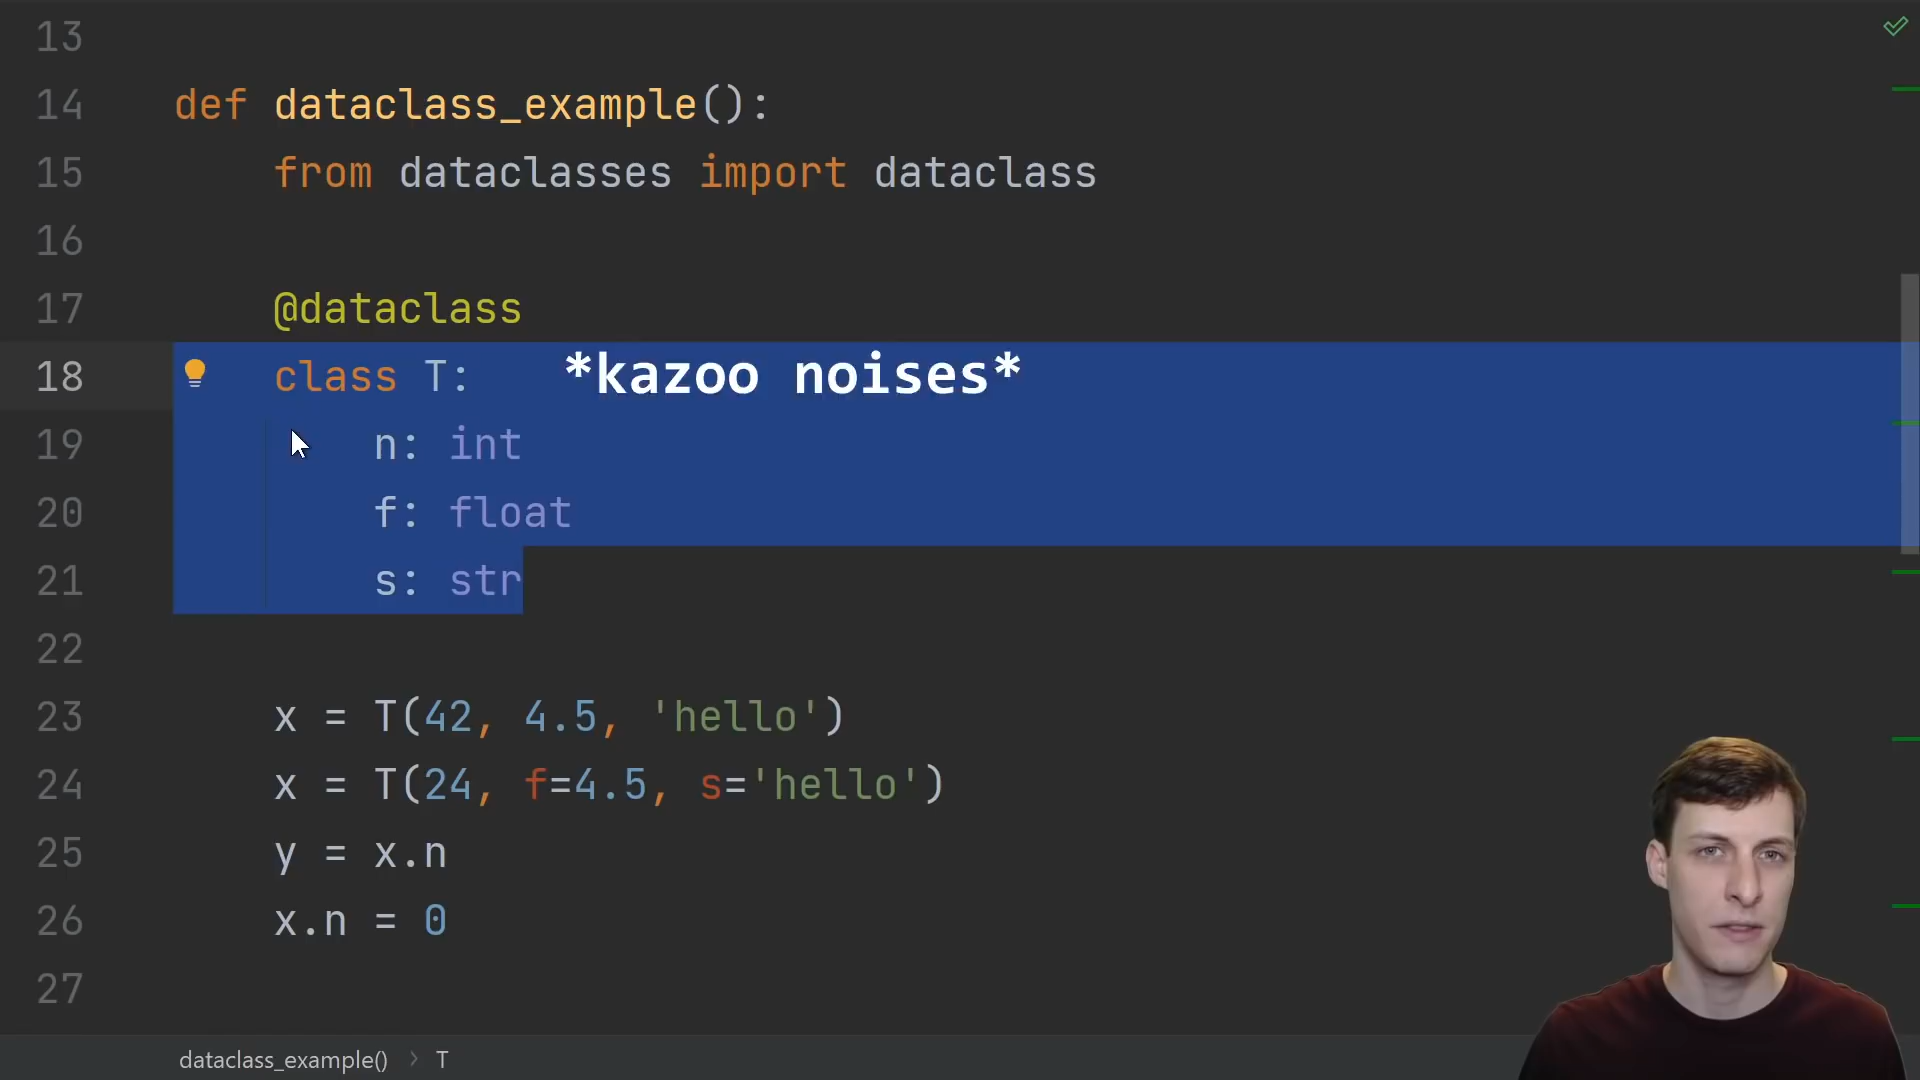 13
14 def dataclass_example():
15 from dataclasses import dataclass
16
17 @dataclass
18 class T: *kazoo noises*
19 n: int
20 f: float
21 s: str
22
23 x = T(42, 4.5, 'hello')
24 x = T(24, f=4.5, s='hello')
25 y = x.n
26 x.n = 0
27
dataclass_example() > T